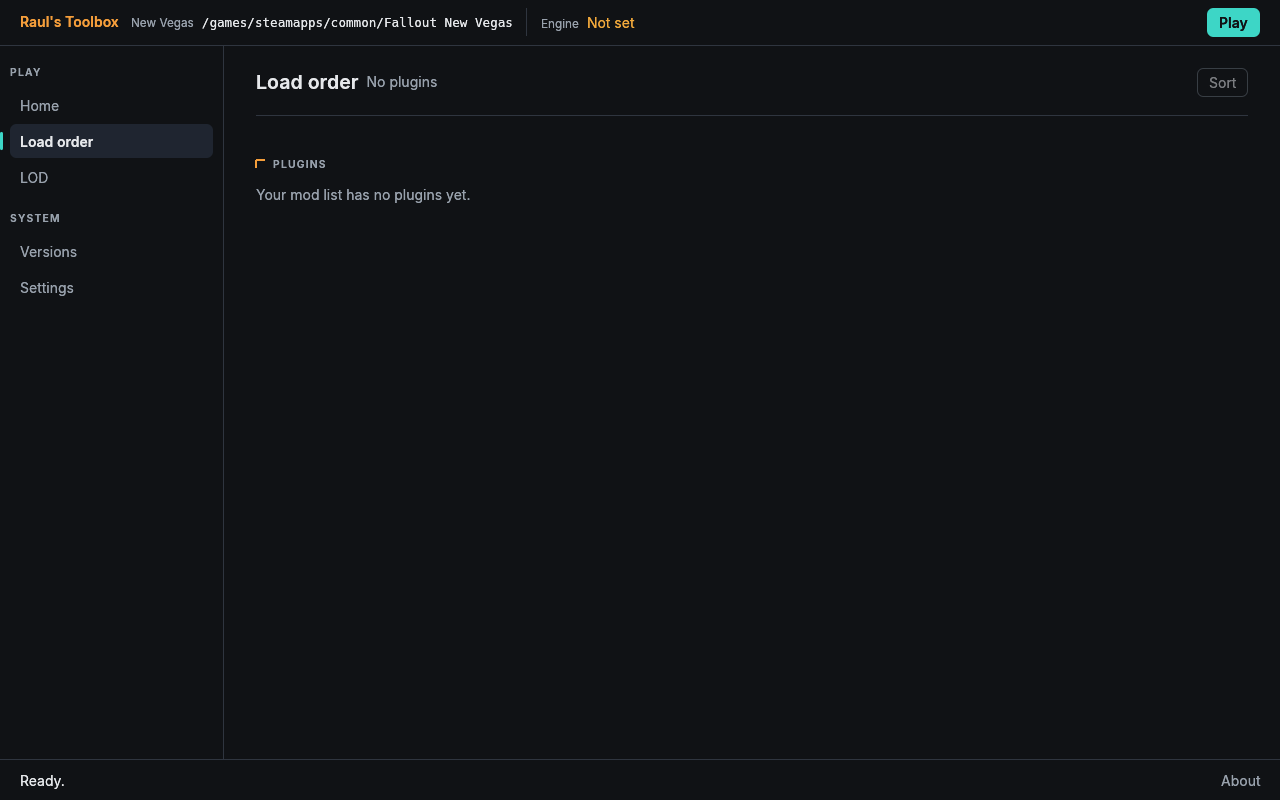 Raul's Toolbox New Vegas /games/steamapps/common/Fallout New Vegas Engine Not set Play
PLAY
Home
Load order
LOD
SYSTEM
Versions
Settings
Load order No plugins Sort
PLUGINS
Your mod list has no plugins yet.
Ready. About